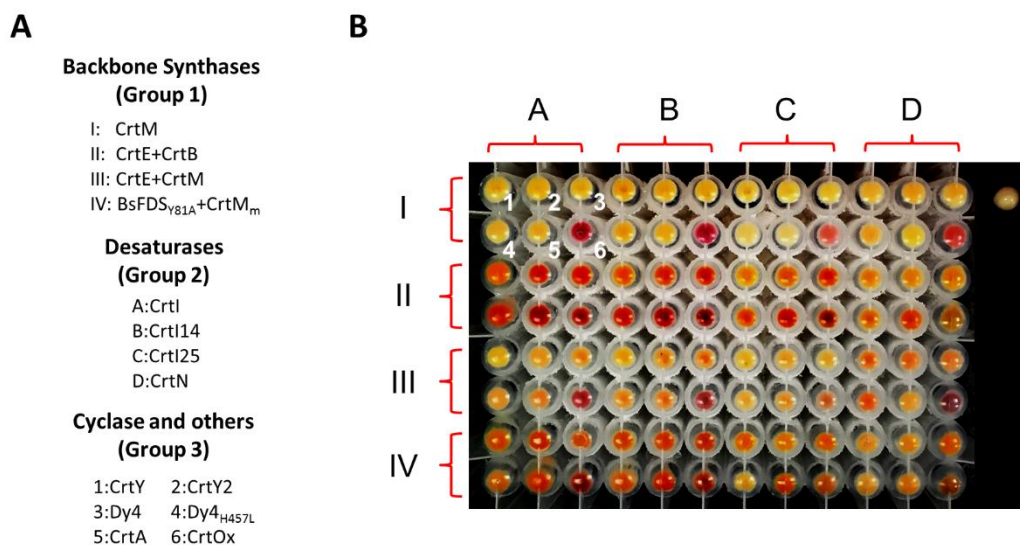 A
Backbone Synthases
(Group 1)
I: CrtM
II: CrtE+CrtB
III: CrtE+CrtM
IV: BsFDSY81A+CrtMm
Desaturases
(Group 2)
A:CrtI
B:CrtI14
C:CrtI25
D:CrtN
Cyclase and others
(Group 3)
1:CrtY 2:CrtY2
3:Dy4 4:Dy4H457L
5:CrtA 6:CrtOx
B
A B C D
I
1 2 3
4 5 6
II
III
IV